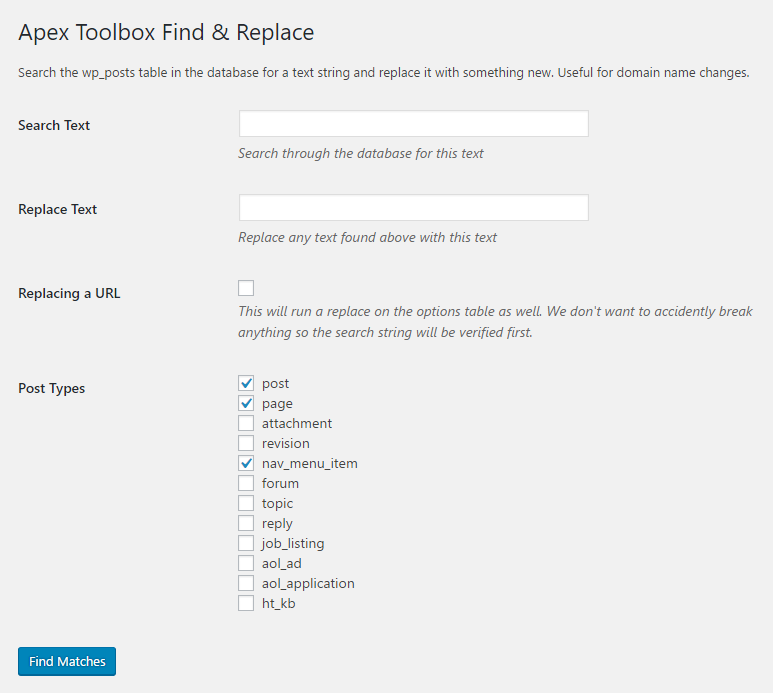 Apex Toolbox Find & Replace
Search the wp_posts table in the database for a text string and replace it with something new. Useful for domain name changes.
Search Text
Search through the database for this text
Replace Text
Replace any text found above with this text
Replacing a URL
This will run a replace on the options table as well. We don't want to accidently break
anything so the search string will be verified first.
Post Types
post
page
attachment
revision
nav_menu_item
forum
topic
reply
job_listing
aol_ad
aol_application
ht_kb
Find Matches